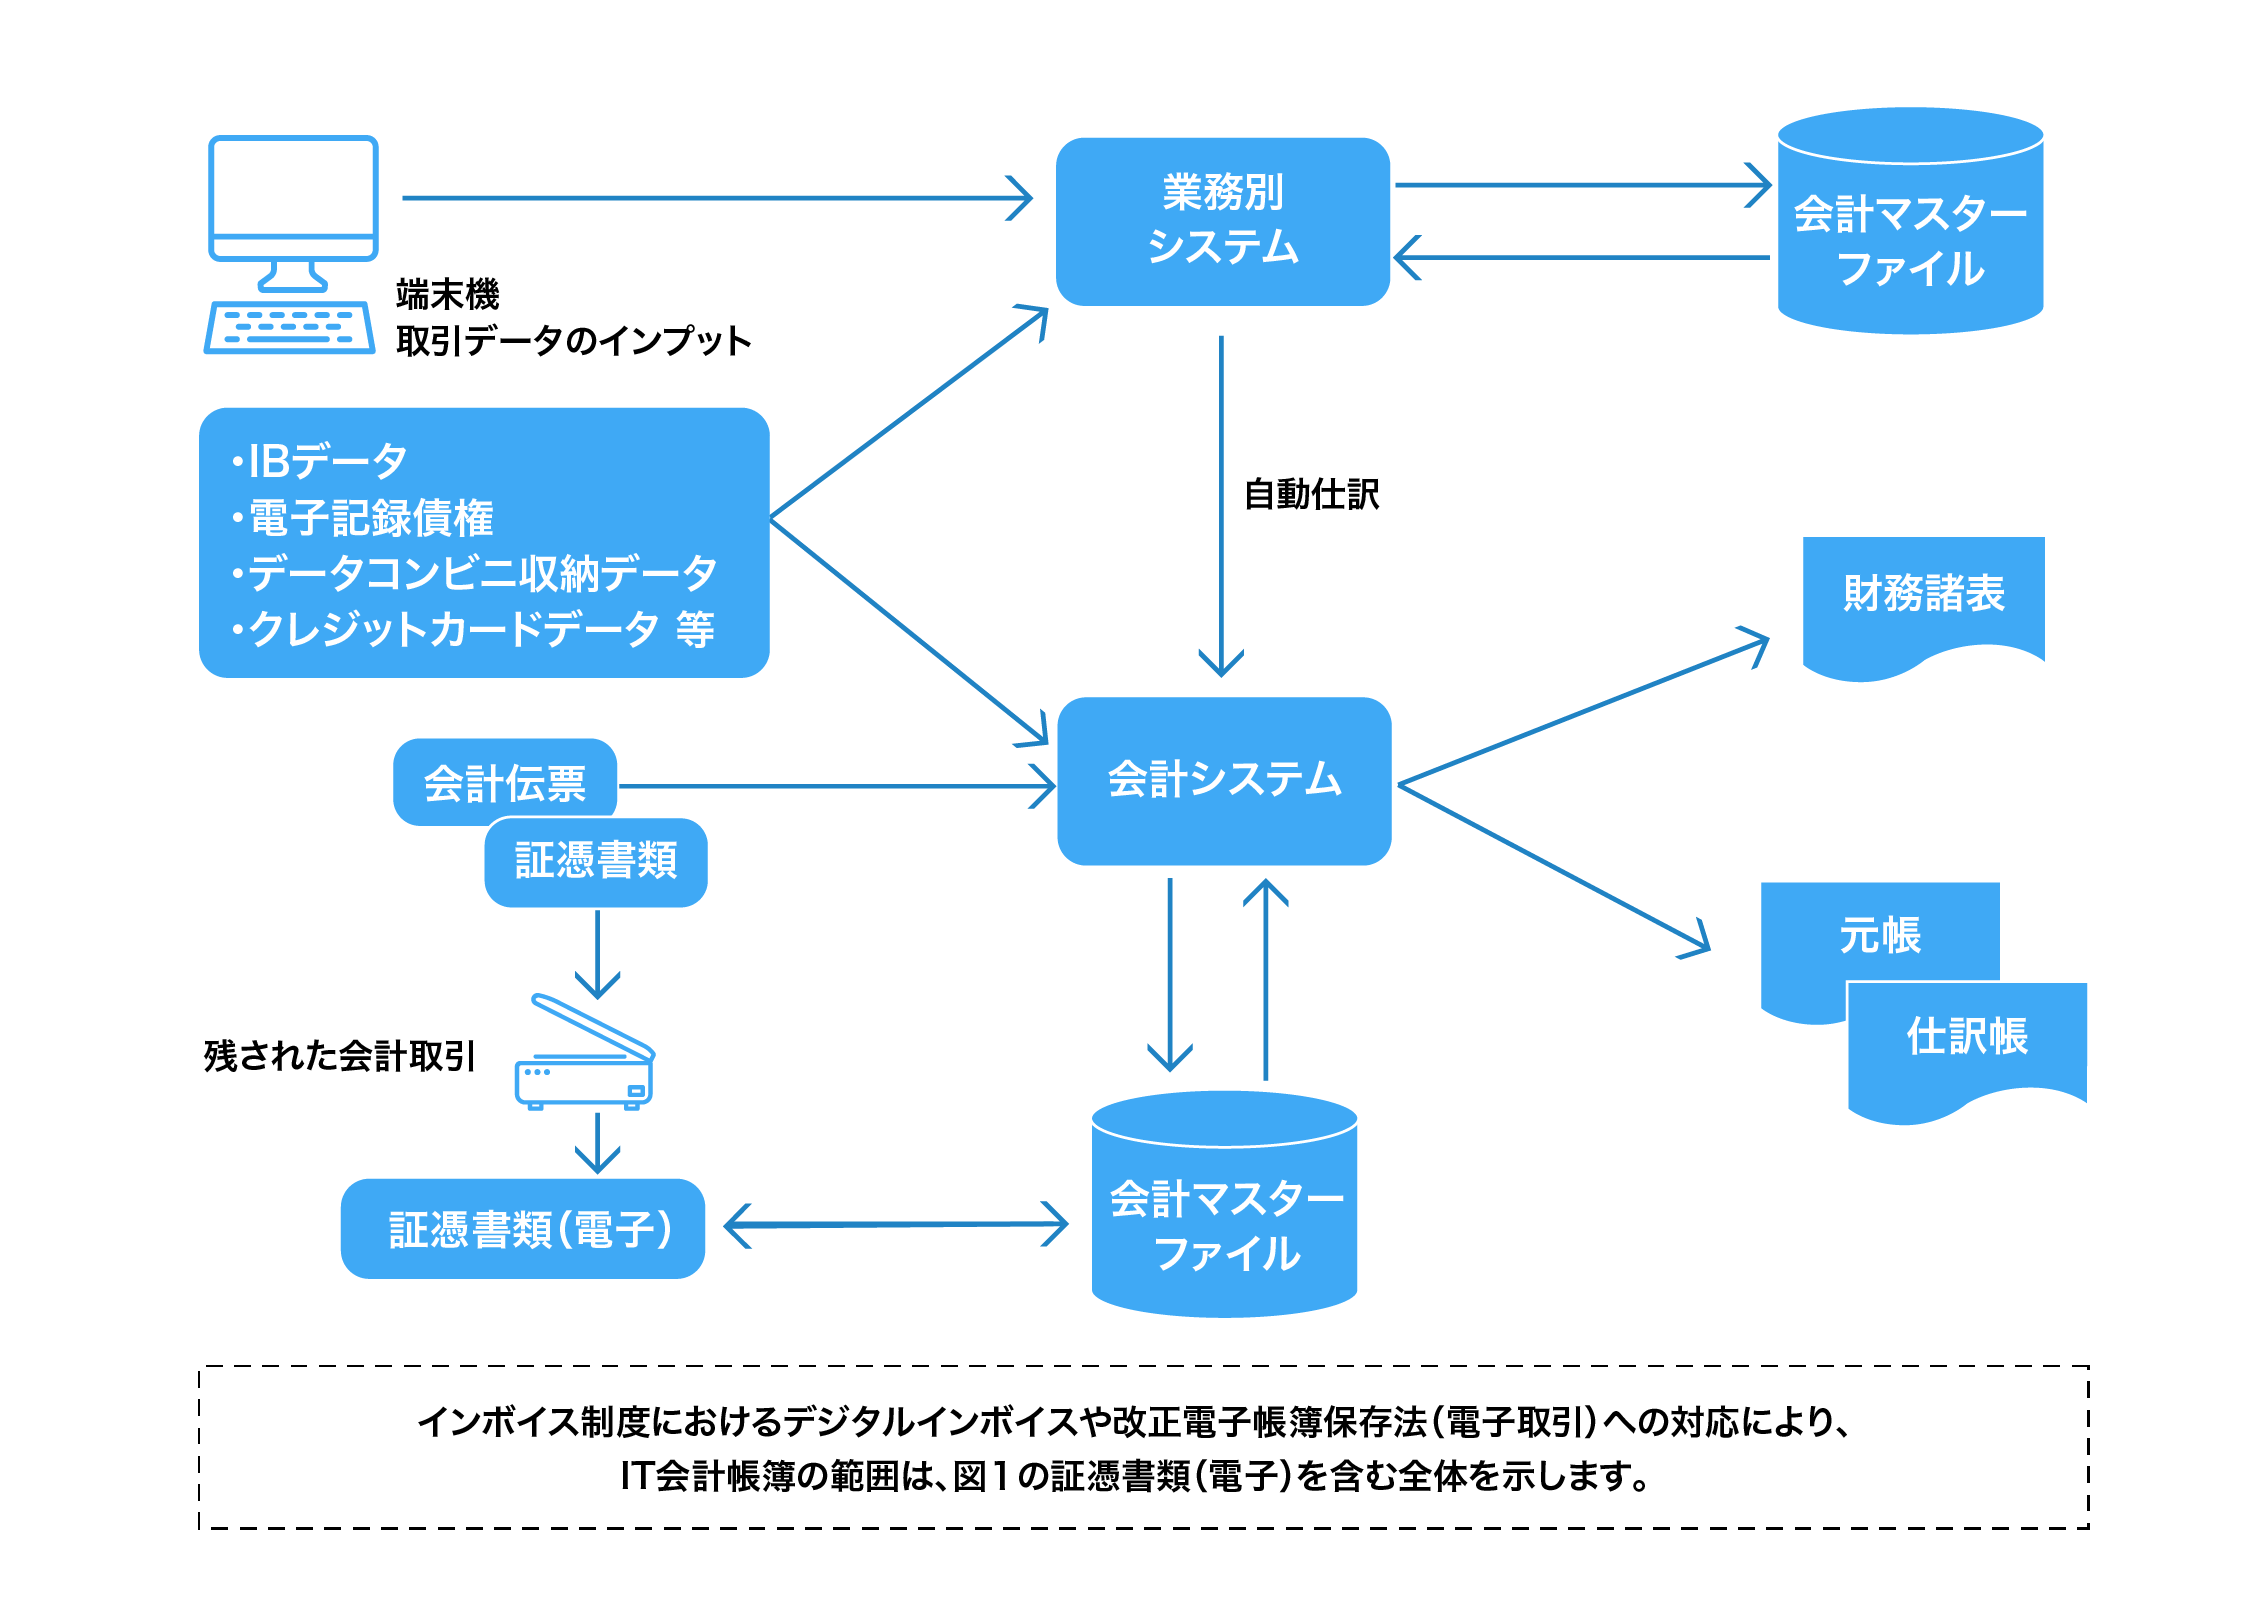 業務別
システム
会計マスター
ファイル
端末機
取引データのインプット
・IBデータ
・電子記録債権
・データコンビニ収納データ
・クレジットカードデータ 等
自動仕訳
財務諸表
会計伝票
証憑書類
会計システム
元帳
仕訳帳
残された会計取引
証憑書類（電子）
会計マスター
ファイル
インボイス制度におけるデジタルインボイスや改正電子帳簿保存法（電子取引）への対応により、
IT会計帳簿の範囲は、図１の証憑書類（電子）を含む全体を示します。